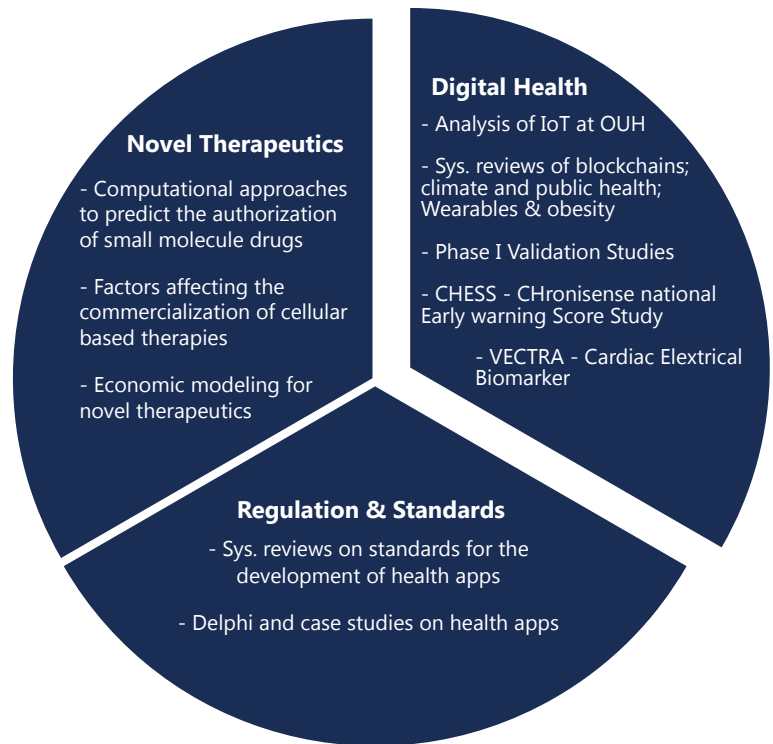 Novel Therapeutics
- Computational approaches
to predict the authorization
of small molecule drugs
- Factors affecting the
commercialization of cellular
based therapies
- Economic modeling for
novel therapeutics
Digital Health
- Analysis of IoT at OUH
- Sys. reviews of blockchains;
climate and public health;
Wearables & obesity
- Phase I Validation Studies
- CHESS - CHronisense national
Early warning Score Study
- VECTRA - Cardiac Elextrical
Biomarker
Regulation & Standards
- Sys. reviews on standards for the
development of health apps
- Delphi and case studies on health apps